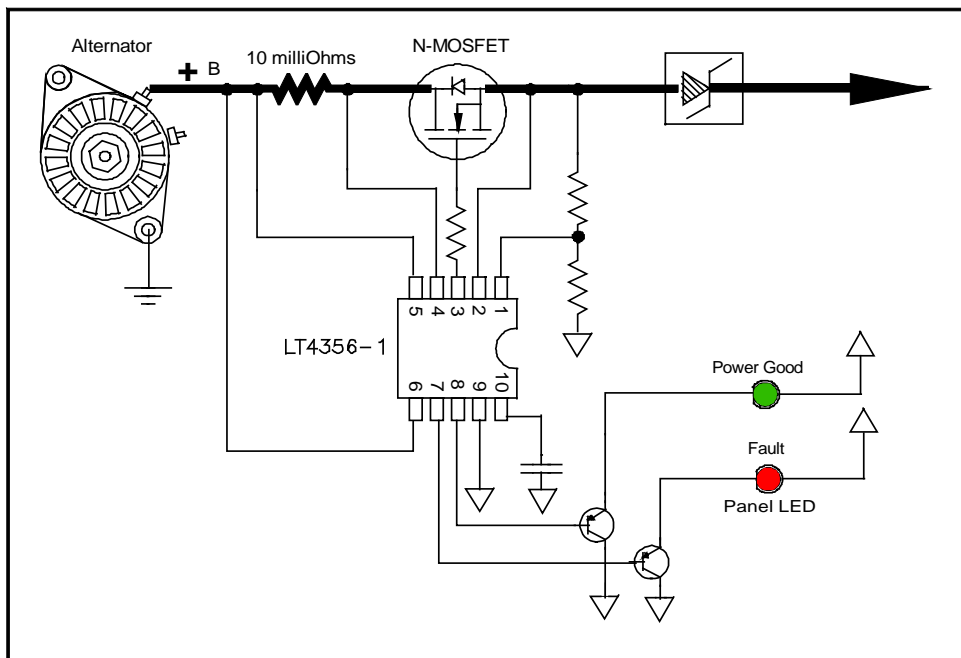 Alternator
10 milliOhms
N-MOSFET
+ B
5 4 3 2 1
LT4356-1
6 7 8 9 10
Power Good
Fault
Panel LED